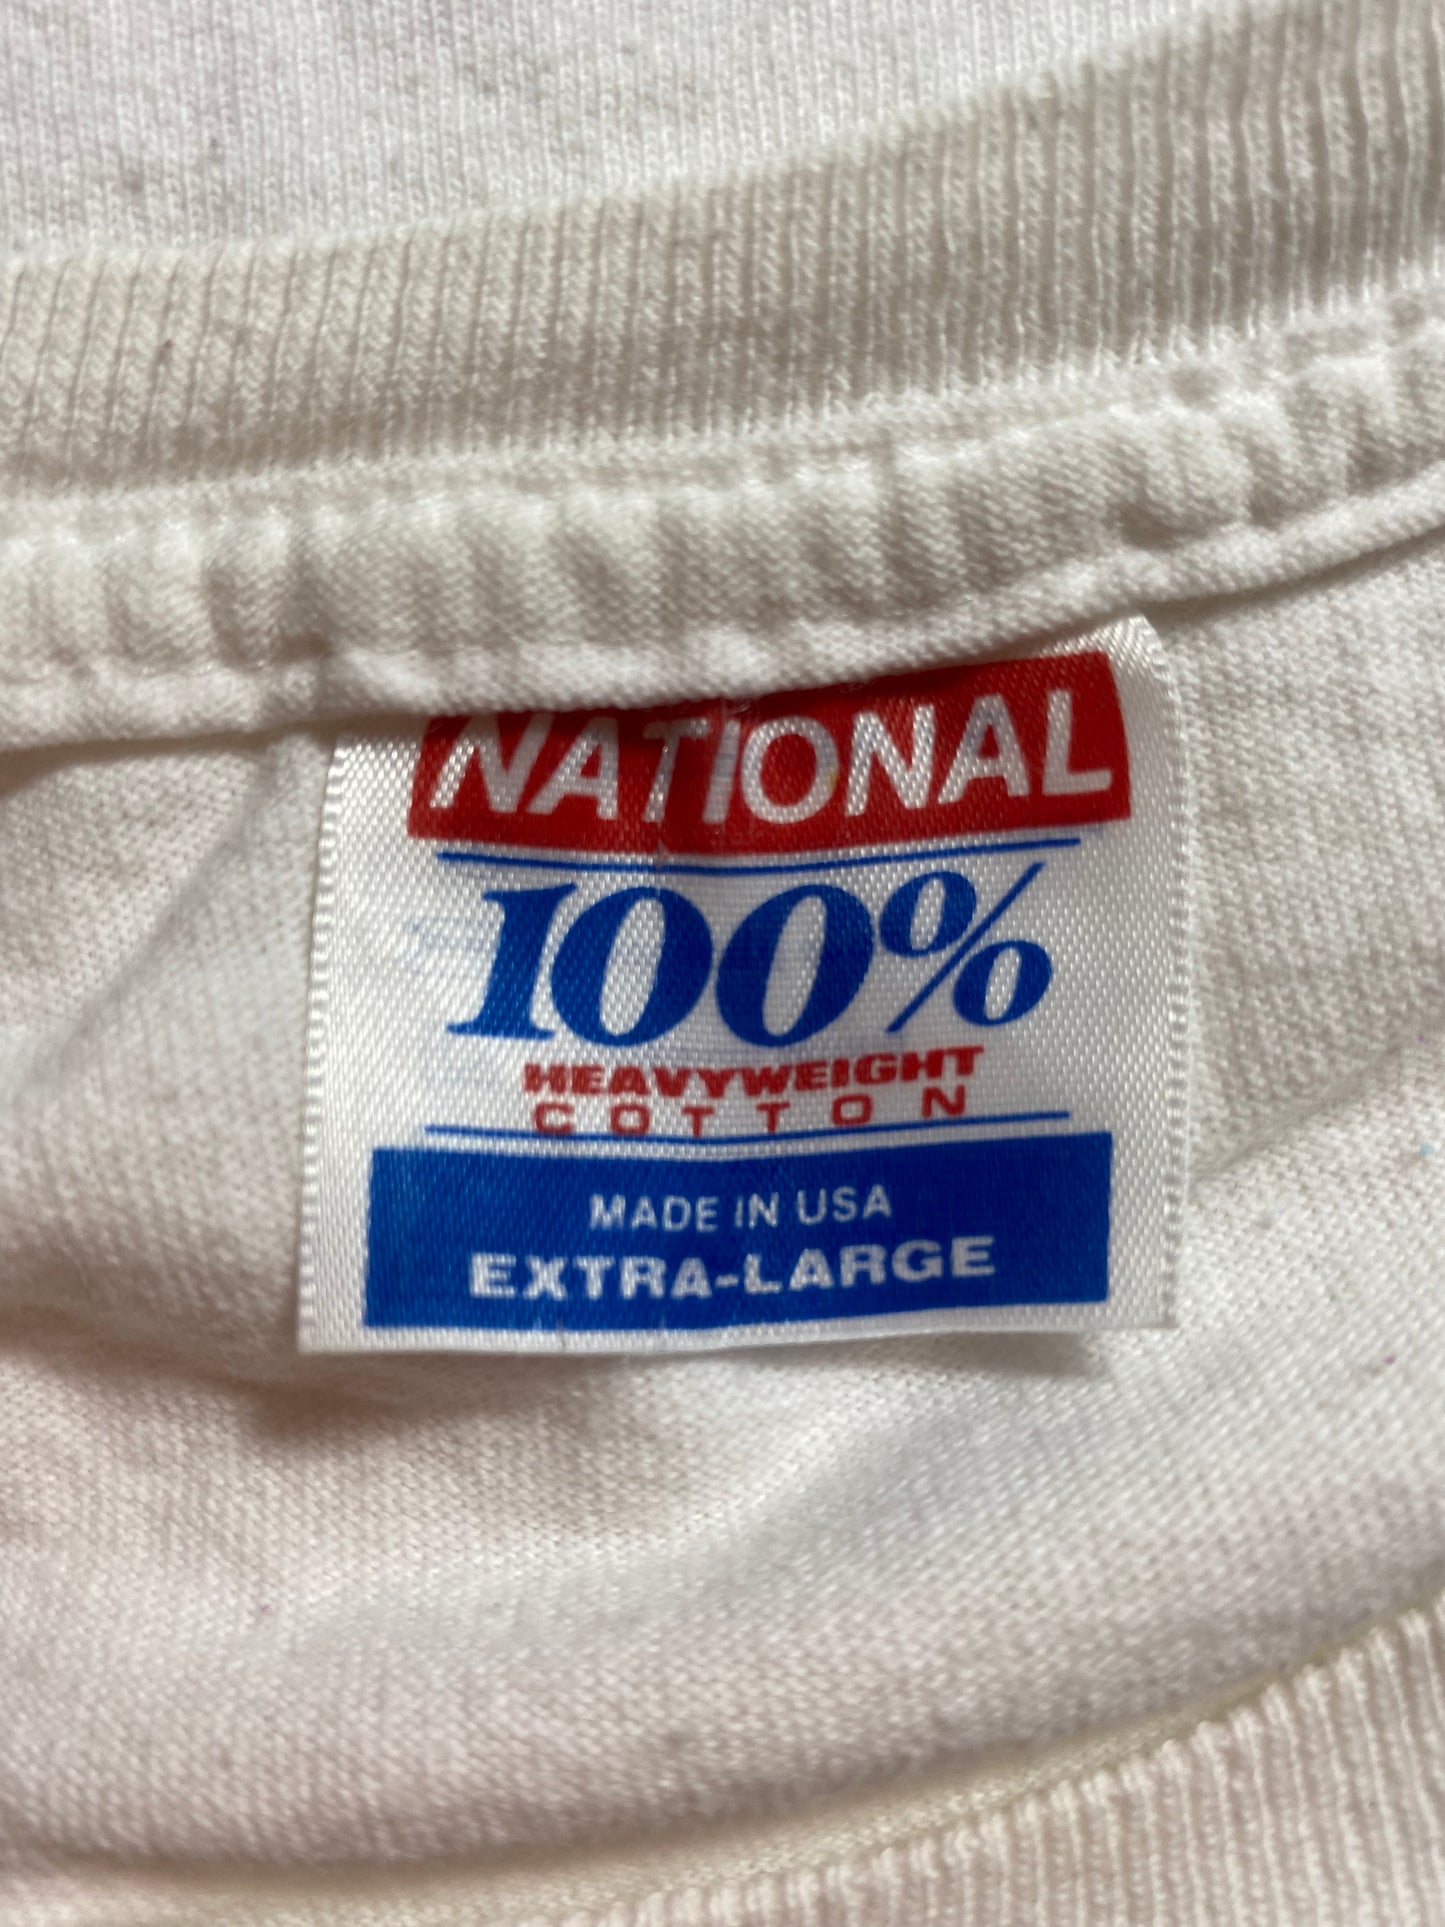 NATIONAL
100%
HEAVYWEIGHT
COTTON
MADE IN USA
EXTRA-LARGE